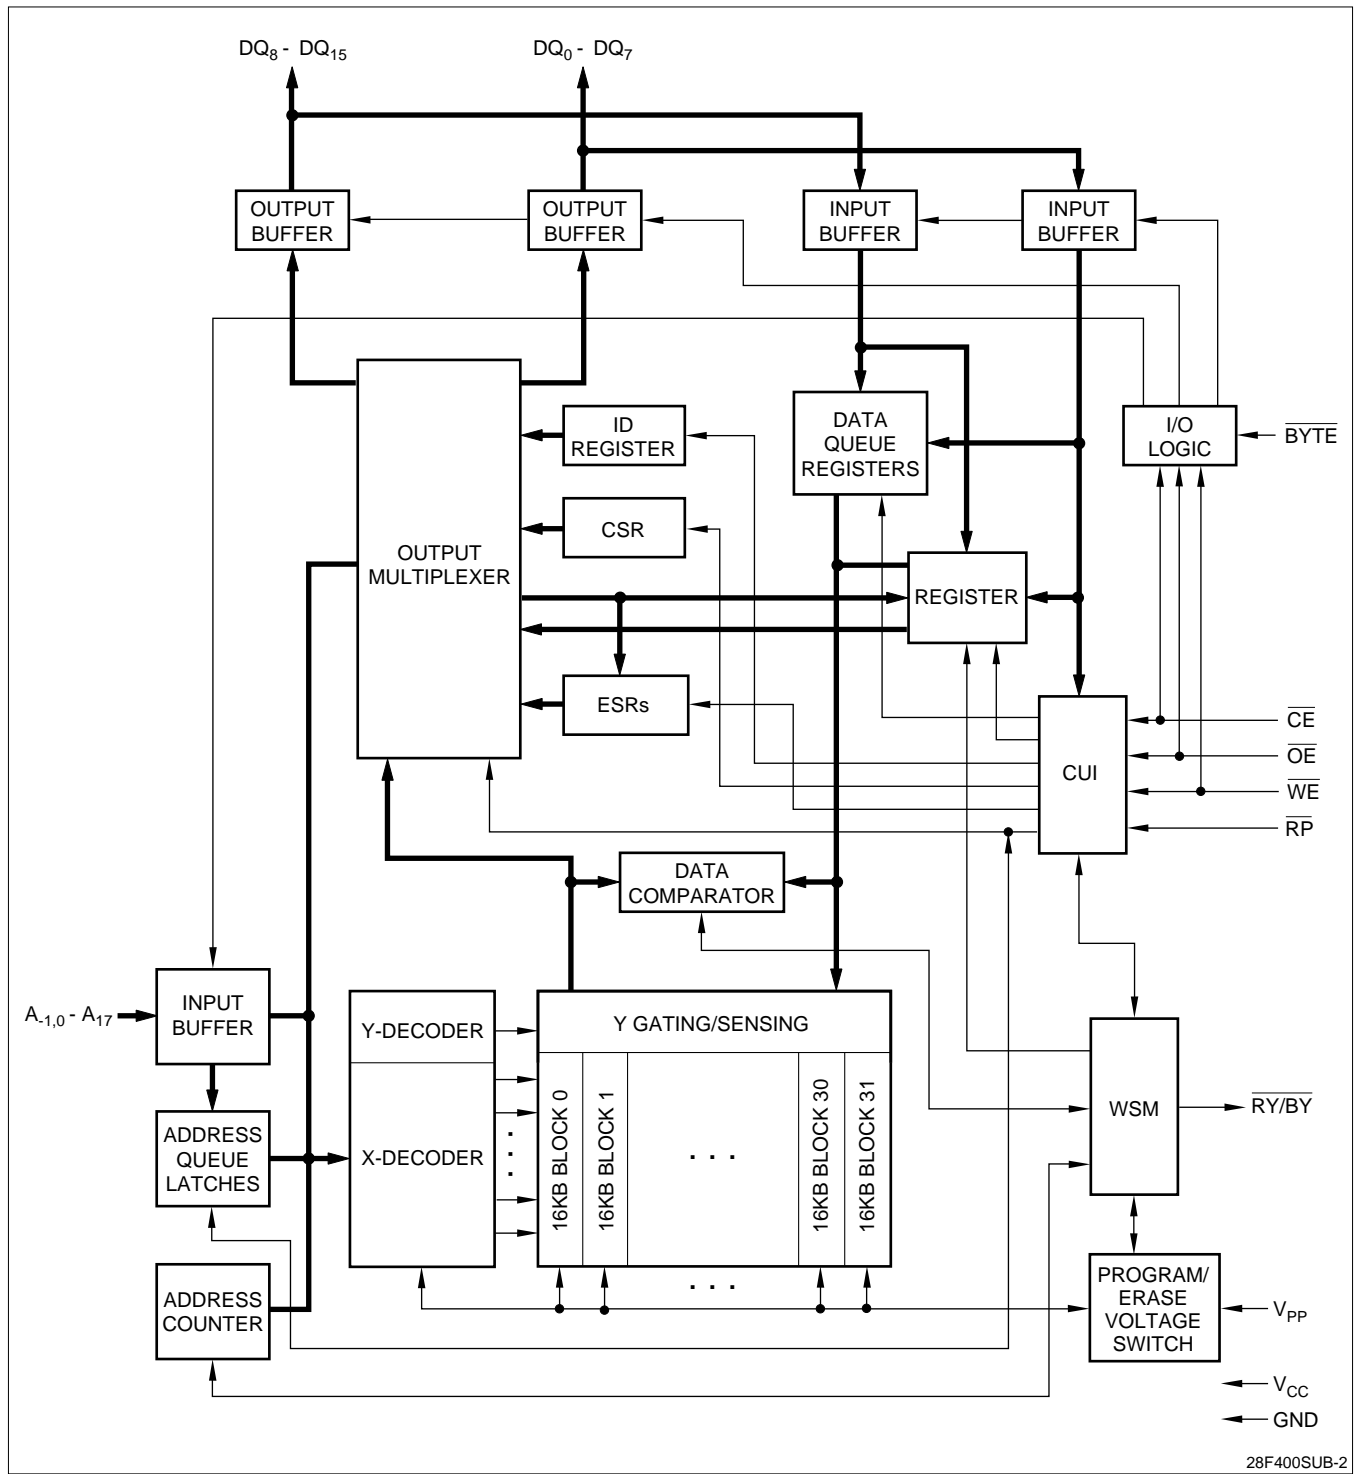 DQ8 - DQ15
DQ0 - DQ7
OUTPUT
BUFFER
OUTPUT
BUFFER
INPUT
BUFFER
INPUT
BUFFER
ID
REGISTER
DATA
QUEUE
REGISTERS
I/O
LOGIC
BYTE
CSR
OUTPUT
MULTIPLEXER
REGISTER
ESRs
CUI
CE
OE
WE
RP
DATA
COMPARATOR
A-1,0 - A17
INPUT
BUFFER
Y-DECODER
Y GATING/SENSING
ADDRESS
QUEUE
LATCHES
X-DECODER
16KB BLOCK 0
16KB BLOCK 1
. . .
16KB BLOCK 30
16KB BLOCK 31
WSM
RY/BY
. . .
. . .
ADDRESS
COUNTER
PROGRAM/
ERASE
VOLTAGE
SWITCH
VPP
VCC
GND
28F400SUB-2